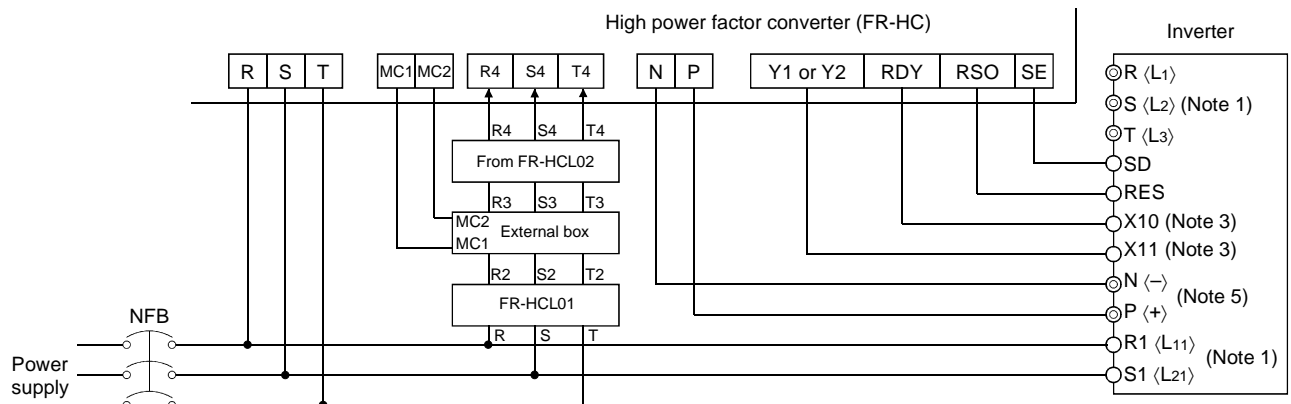 High power factor converter (FR-HC)
Inverter
R S T MC1 MC2 R4 S4 T4 N P Y1 or Y2 RDY RSO SE
R ⟨L1⟩
S ⟨L2⟩ (Note 1)
T ⟨L3⟩
R4 S4 T4
From FR-HCL02
SD
R3 S3 T3
RES
MC2
MC1
External box
X10 (Note 3)
X11 (Note 3)
R2 S2 T2
N ⟨–⟩
(Note 5)
FR-HCL01
P ⟨+⟩
NFB
R S T
R1 ⟨L11⟩
(Note 1)
Power
supply
S1 ⟨L21⟩